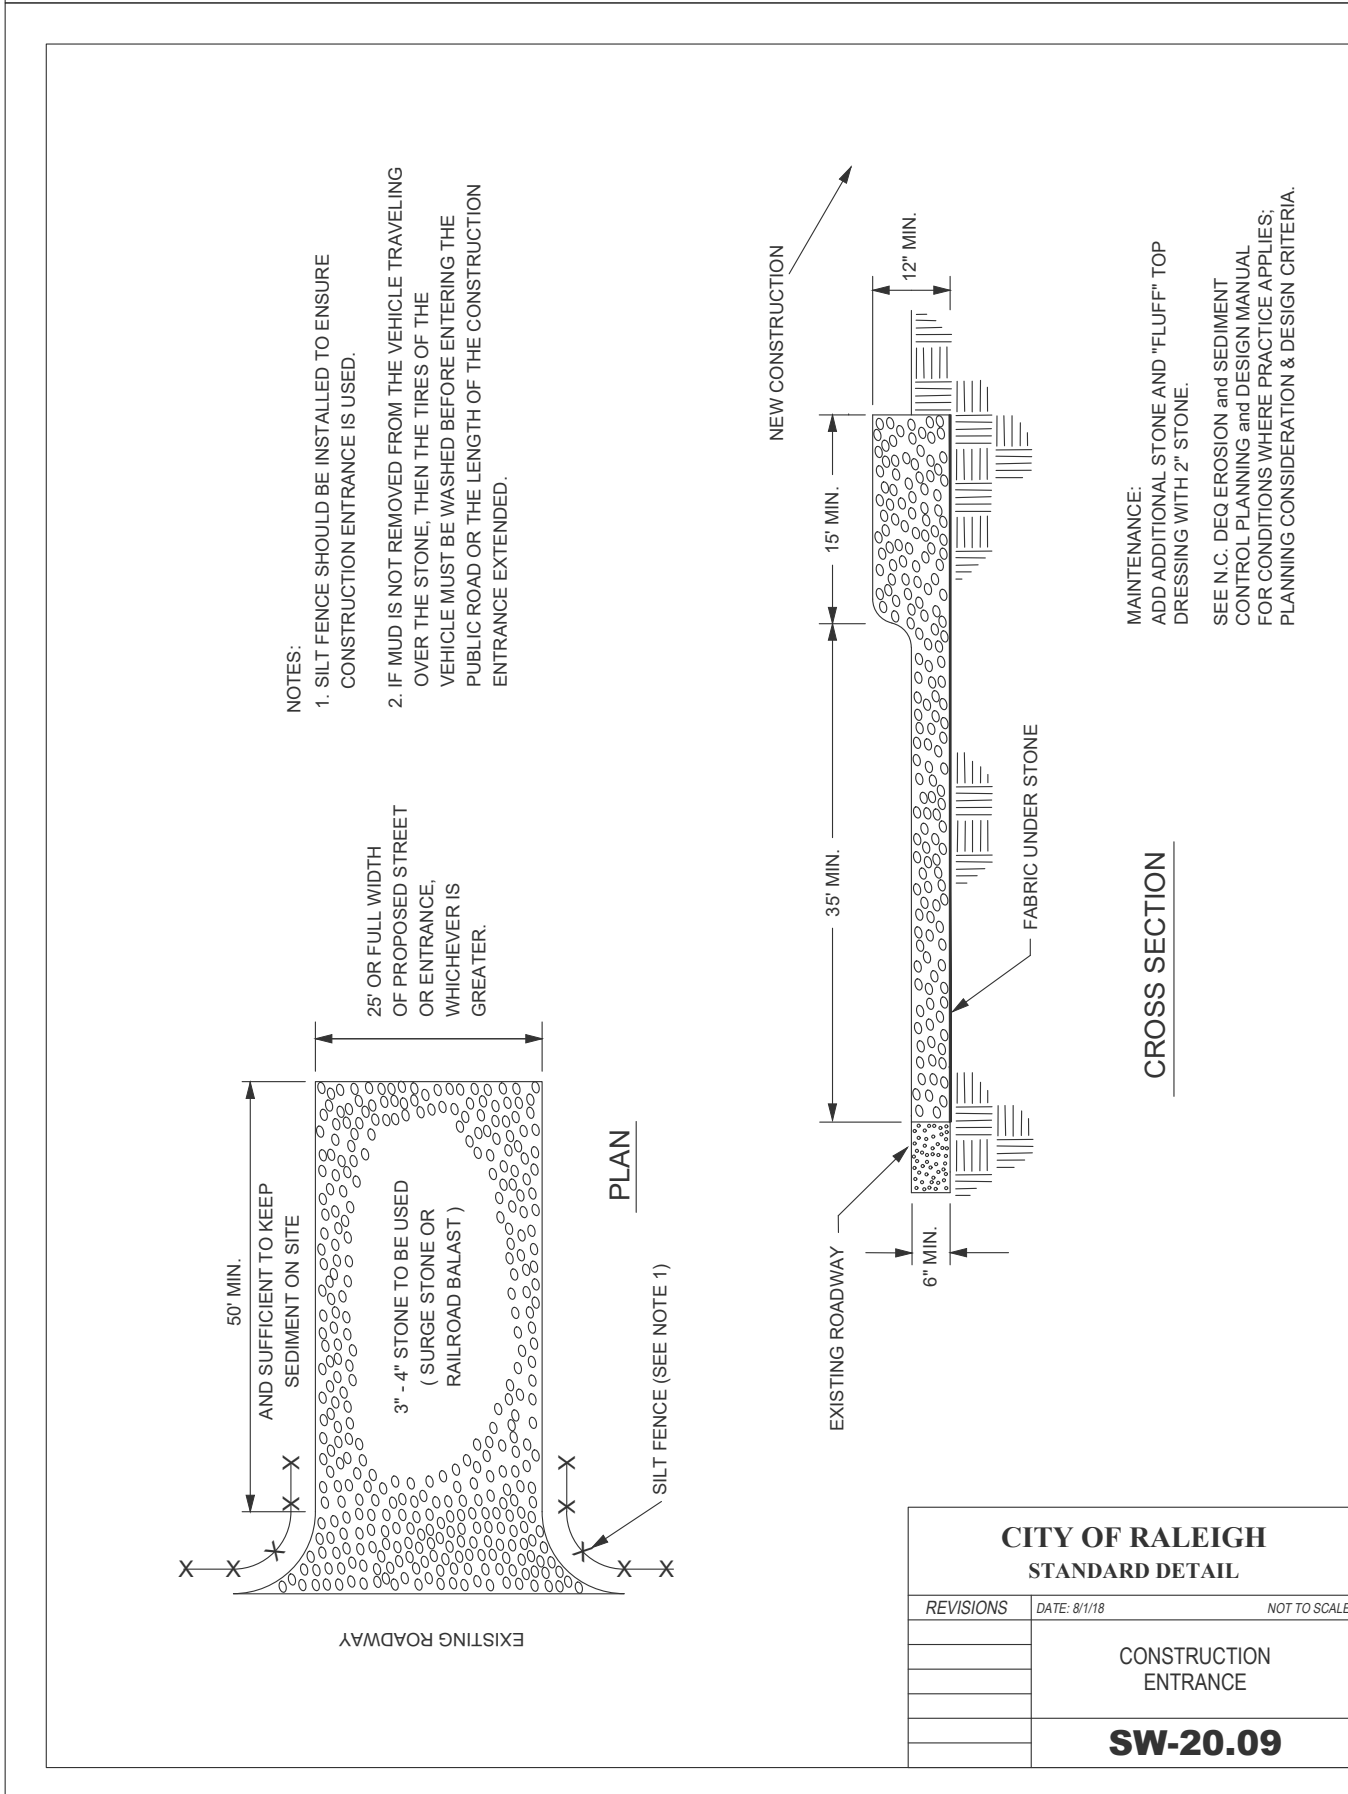 NOTES:
1. SILT FENCE SHOULD BE INSTALLED TO ENSURE
CONSTRUCTION ENTRANCE IS USED.
2. IF MUD IS NOT REMOVED FROM THE VEHICLE TRAVELING
OVER THE STONE, THEN THE TIRES OF THE
VEHICLE MUST BE WASHED BEFORE ENTERING THE
PUBLIC ROAD OR THE LENGTH OF THE CONSTRUCTION
ENTRANCE EXTENDED.
50' MIN.
AND SUFFICIENT TO KEEP
SEDIMENT ON SITE
25' OR FULL WIDTH
OF PROPOSED STREET
OR ENTRANCE,
WHICHEVER IS
GREATER.
3" - 4" STONE TO BE USED
( SURGE STONE OR
RAILROAD BALAST )
EXISTING ROADWAY
SILT FENCE (SEE NOTE 1)
PLAN
NEW CONSTRUCTION
12" MIN.
15' MIN.
35' MIN.
EXISTING ROADWAY
6" MIN.
FABRIC UNDER STONE
CROSS SECTION
MAINTENANCE:
ADD ADDITIONAL STONE AND "FLUFF" TOP
DRESSING WITH 2" STONE.
SEE N.C. DEQ EROSION and SEDIMENT
CONTROL PLANNING and DESIGN MANUAL
FOR CONDITIONS WHERE PRACTICE APPLIES;
PLANNING CONSIDERATION & DESIGN CRITERIA.
CITY OF RALEIGH
STANDARD DETAIL
REVISIONS
DATE: 8/1/18
NOT TO SCALE
CONSTRUCTION
ENTRANCE
SW-20.09